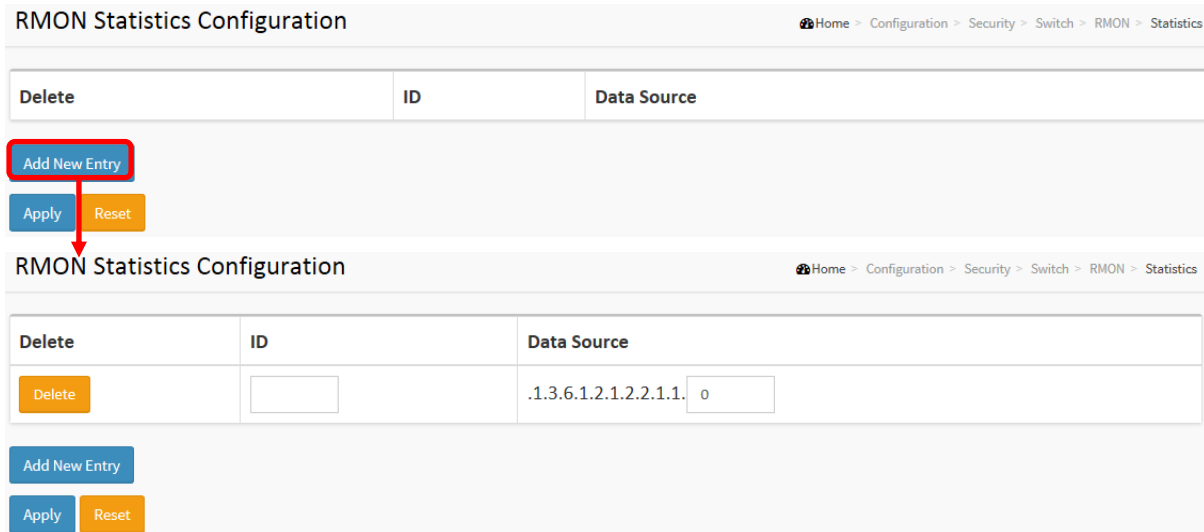 RMON Statistics Configuration
Home > Configuration > Security > Switch > RMON > Statistics
Delete ID Data Source
Add New Entry
Apply Reset
RMON Statistics Configuration
Home > Configuration > Security > Switch > RMON > Statistics
Delete ID Data Source
Delete .1.3.6.1.2.1.2.2.1.1. 0
Add New Entry
Apply Reset